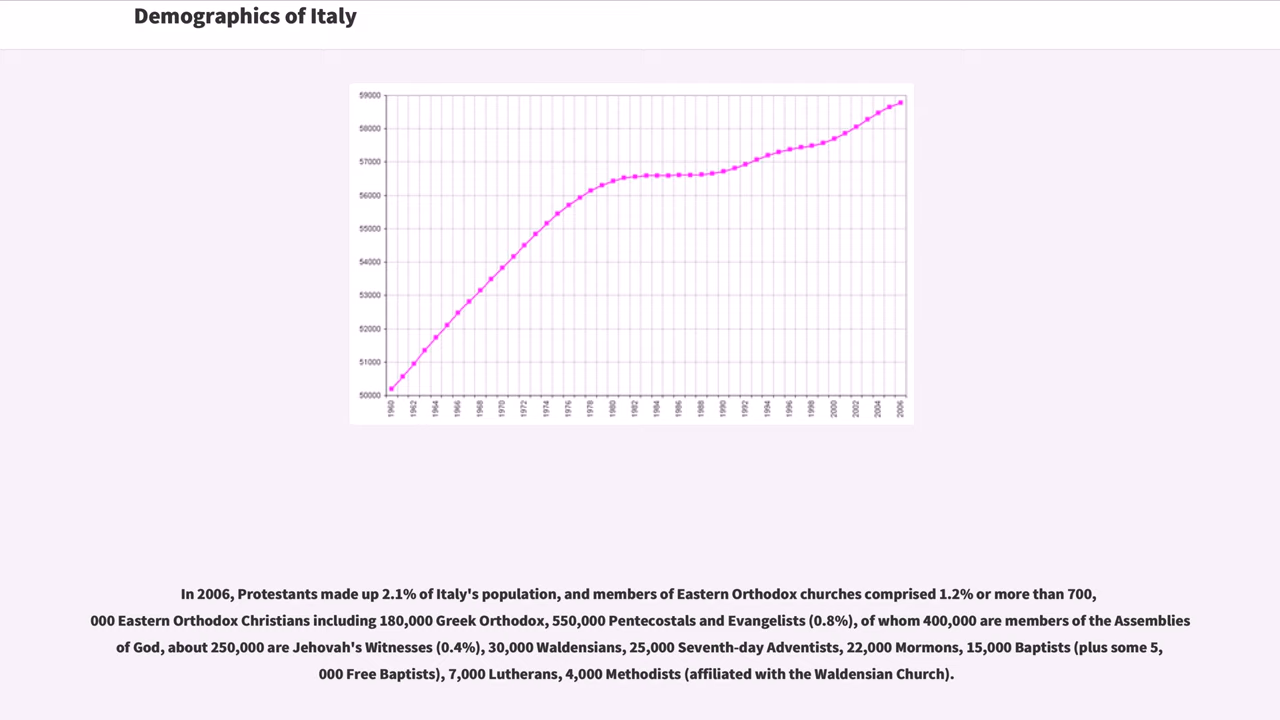 Demographics of Italy
59000
58000
57000
56000
55000
54000
53000
52000
51000
50000
1960 1962 1964 1966 1968 1970 1972 1974 1976 1978 1980 1982 1984 1986 1988 1990 1992 1994 1996 1998 2000 2002 2004 2006
In 2006, Protestants made up 2.1% of Italy's population, and members of Eastern Orthodox churches comprised 1.2% or more than 700,
000 Eastern Orthodox Christians including 180,000 Greek Orthodox, 550,000 Pentecostals and Evangelists (0.8%), of whom 400,000 are members of the Assemblies
of God, about 250,000 are Jehovah's Witnesses (0.4%), 30,000 Waldensians, 25,000 Seventh-day Adventists, 22,000 Mormons, 15,000 Baptists (plus some 5,
000 Free Baptists), 7,000 Lutherans, 4,000 Methodists (affiliated with the Waldensian Church).